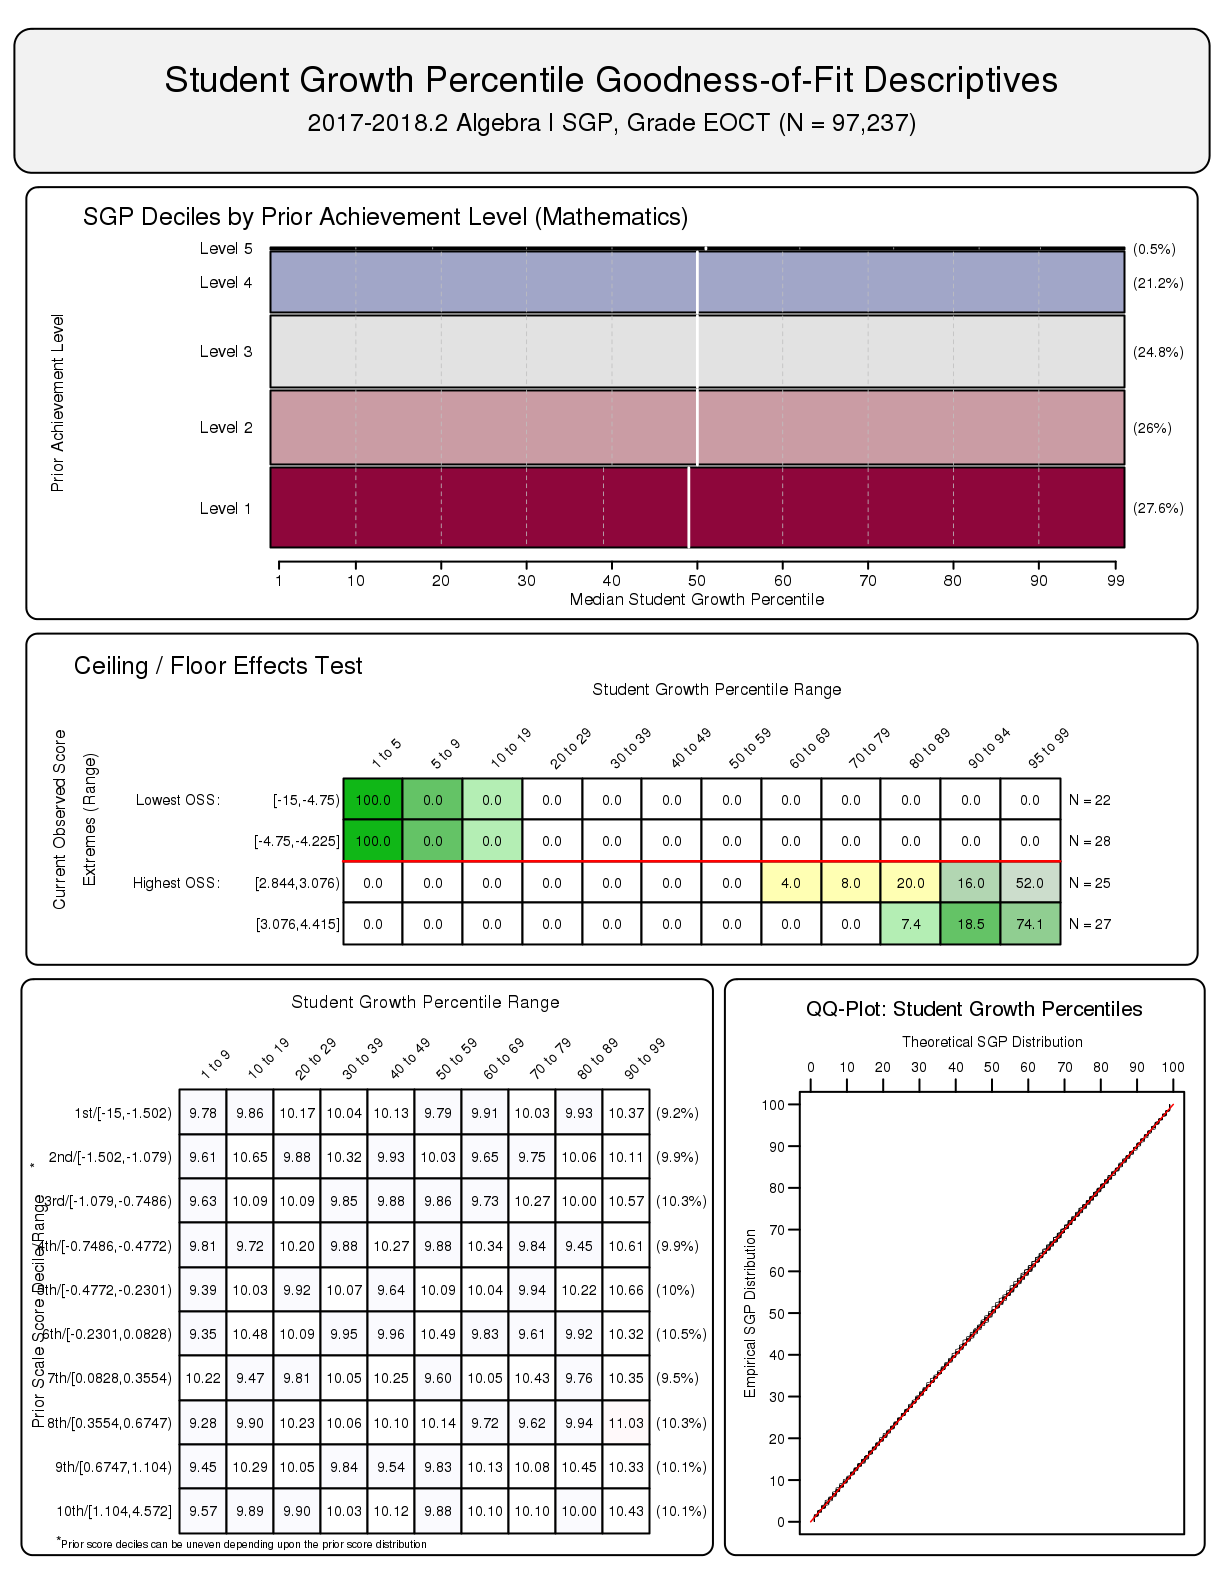 Student Growth Percentile Goodness-of-Fit Descriptives
2017-2018.2 Algebra I SGP, Grade EOCT (N = 97,237)
SGP Deciles by Prior Achievement Level (Mathematics)
Prior Achievement Level
Level 5 (0.5%)
Level 4 (21.2%)
Level 3 (24.8%)
Level 2 (26%)
Level 1 (27.6%)
1 10 20 30 40 50 60 70 80 90 99
Median Student Growth Percentile
Ceiling / Floor Effects Test
Student Growth Percentile Range
Current Observed Score
Extremes (Range)
1 to 5 5 to 9 10 to 19 20 to 29 30 to 39 40 to 49 50 to 59 60 to 69 70 to 79 80 to 89 90 to 94 95 to 99
Lowest OSS: [-15,-4.75) 100.0 0.0 0.0 0.0 0.0 0.0 0.0 0.0 0.0 0.0 0.0 0.0 N = 22
[-4.75,-4.225] 100.0 0.0 0.0 0.0 0.0 0.0 0.0 0.0 0.0 0.0 0.0 0.0 N = 28
Highest OSS: [2.844,3.076) 0.0 0.0 0.0 0.0 0.0 0.0 0.0 4.0 8.0 20.0 16.0 52.0 N = 25
[3.076,4.415] 0.0 0.0 0.0 0.0 0.0 0.0 0.0 0.0 0.0 7.4 18.5 74.1 N = 27
Student Growth Percentile Range
Prior Scale Score Decile/Range *
1 to 9 10 to 19 20 to 29 30 to 39 40 to 49 50 to 59 60 to 69 70 to 79 80 to 89 90 to 99
1st/[-15,-1.502) 9.78 9.86 10.17 10.04 10.13 9.79 9.91 10.03 9.93 10.37 (9.2%)
2nd/[-1.502,-1.079) 9.61 10.65 9.88 10.32 9.93 10.03 9.65 9.75 10.06 10.11 (9.9%)
3rd/[-1.079,-0.7486) 9.63 10.09 10.09 9.85 9.88 9.86 9.73 10.27 10.00 10.57 (10.3%)
4th/[-0.7486,-0.4772) 9.81 9.72 10.20 9.88 10.27 9.88 10.34 9.84 9.45 10.61 (9.9%)
5th/[-0.4772,-0.2301) 9.39 10.03 9.92 10.07 9.64 10.09 10.04 9.94 10.22 10.66 (10%)
6th/[-0.2301,0.0828) 9.35 10.48 10.09 9.95 9.96 10.49 9.83 9.61 9.92 10.32 (10.5%)
7th/[0.0828,0.3554) 10.22 9.47 9.81 10.05 10.25 9.60 10.05 10.43 9.76 10.35 (9.5%)
8th/[0.3554,0.6747) 9.28 9.90 10.23 10.06 10.10 10.14 9.72 9.62 9.94 11.03 (10.3%)
9th/[0.6747,1.104) 9.45 10.29 10.05 9.84 9.54 9.83 10.13 10.08 10.45 10.33 (10.1%)
10th/[1.104,4.572] 9.57 9.89 9.90 10.03 10.12 9.88 10.10 10.10 10.00 10.43 (10.1%)
*Prior score deciles can be uneven depending upon the prior score distribution
QQ-Plot: Student Growth Percentiles
Theoretical SGP Distribution
0 10 20 30 40 50 60 70 80 90 100
Empirical SGP Distribution
100
90
80
70
60
50
40
30
20
10
0